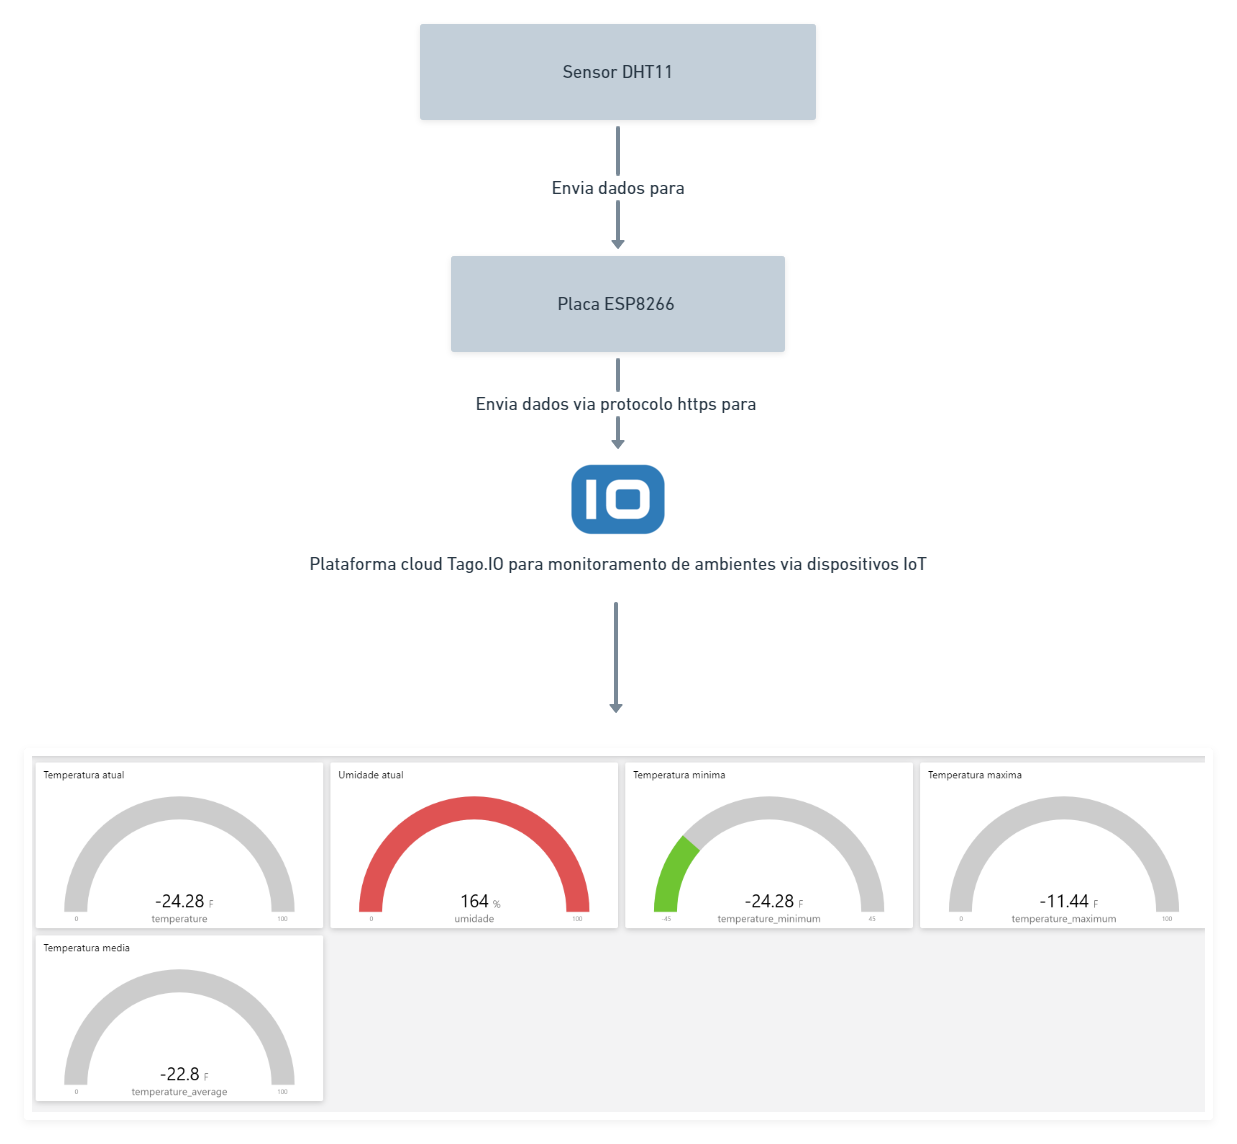 Sensor DHT11
Envia dados para
Placa ESP8266
Envia dados via protocolo https para
IO
Plataforma cloud Tago.IO para monitoramento de ambientes via dispositivos IoT
Temperatura atual
-24.28 F
0 temperature 100
Umidade atual
164 %
0 umidade 100
Temperatura minima
-24.28 F
-45 temperature_minimum 45
Temperatura maxima
-11.44 F
0 temperature_maximum 100
Temperatura media
-22.8 F
0 temperature_average 100